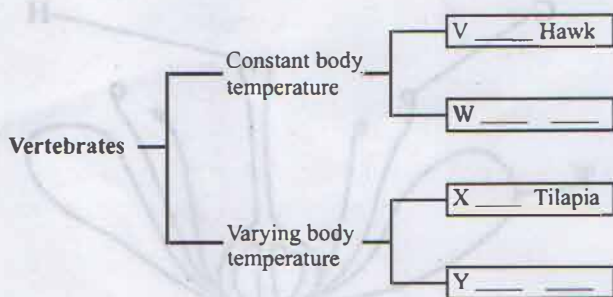 V ____ Hawk
Constant body
temperature
W ____ ____
Vertebrates
X ____ Tilapia
Varying body
temperature
Y ____ ____